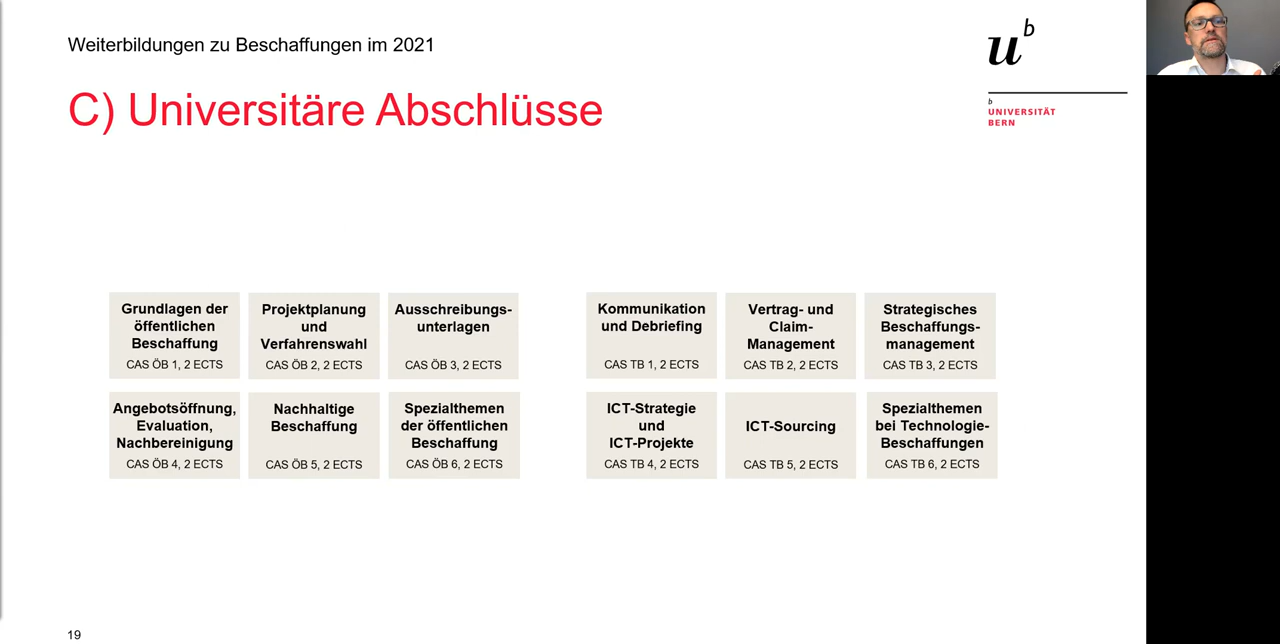 Weiterbildungen zu Beschaffungen im 2021
C) Universitäre Abschlüsse
u b
b
UNIVERSITÄT
BERN
Grundlagen der
öffentlichen
Beschaffung
CAS ÖB 1, 2 ECTS
Projektplanung
und
Verfahrenswahl
CAS ÖB 2, 2 ECTS
Ausschreibungs-
unterlagen
CAS ÖB 3, 2 ECTS
Kommunikation
und Debriefing
CAS TB 1, 2 ECTS
Vertrag- und
Claim-
Management
CAS TB 2, 2 ECTS
Strategisches
Beschaffungs-
management
CAS TB 3, 2 ECTS
Angebotsöffnung,
Evaluation,
Nachbereinigung
CAS ÖB 4, 2 ECTS
Nachhaltige
Beschaffung
CAS ÖB 5, 2 ECTS
Spezialthemen
der öffentlichen
Beschaffung
CAS ÖB 6, 2 ECTS
ICT-Strategie
und
ICT-Projekte
CAS TB 4, 2 ECTS
ICT-Sourcing
CAS TB 5, 2 ECTS
Spezialthemen
bei Technologie-
Beschaffungen
CAS TB 6, 2 ECTS
19